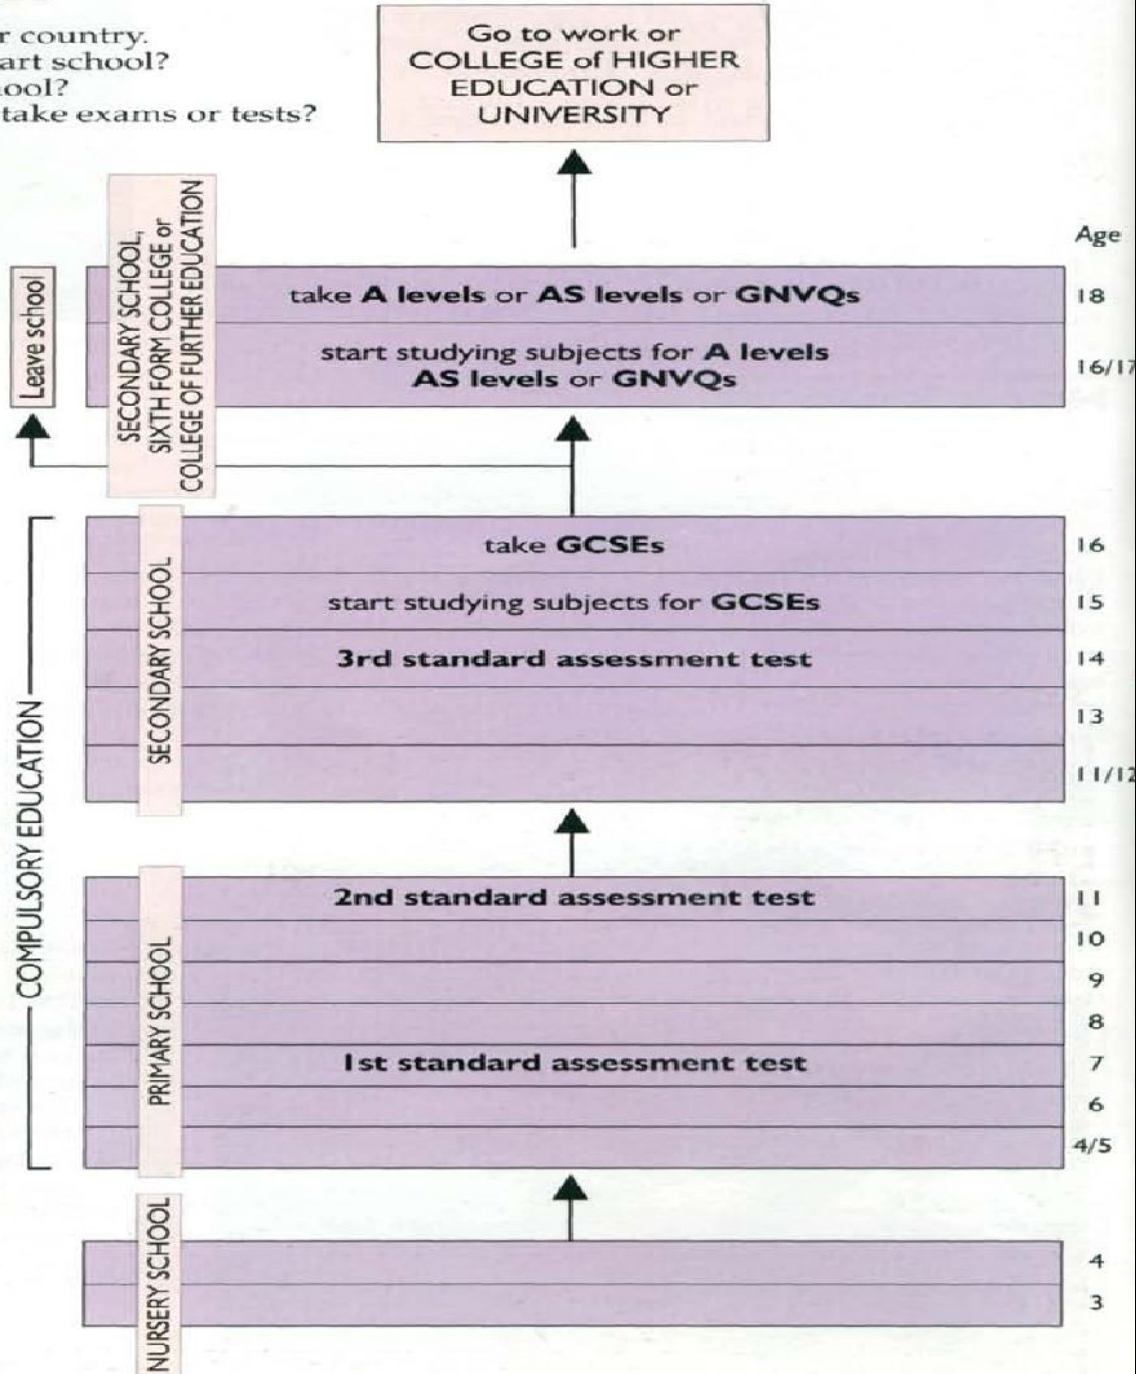 r country.
art school?
ool?
take exams or tests?
Go to work or
COLLEGE of HIGHER
EDUCATION or
UNIVERSITY
Age
Leave school
SECONDARY SCHOOL,
SIXTH FORM COLLEGE or
COLLEGE OF FURTHER EDUCATION
take A levels or AS levels or GNVQs
18
start studying subjects for A levels
AS levels or GNVQs
16/17
COMPULSORY EDUCATION
SECONDARY SCHOOL
take GCSEs
16
start studying subjects for GCSEs
15
3rd standard assessment test
14
13
11/12
PRIMARY SCHOOL
2nd standard assessment test
11
10
9
8
1st standard assessment test
7
6
4/5
NURSERY SCHOOL
4
3